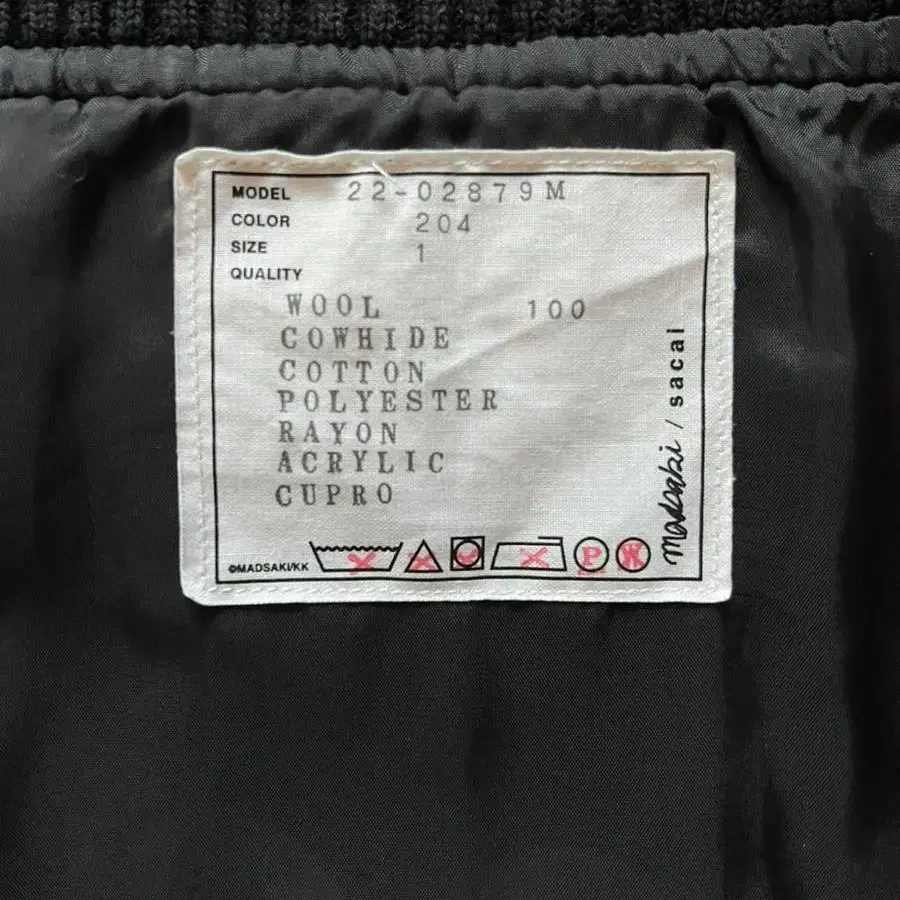 MODEL 22-02879M
COLOR 204
SIZE 1
QUALITY
WOOL 100
COWHIDE
COTTON
POLYESTER
RAYON
ACRYLIC
CUPRO
©MADSAKI/KK
P W
madsaki / sacai